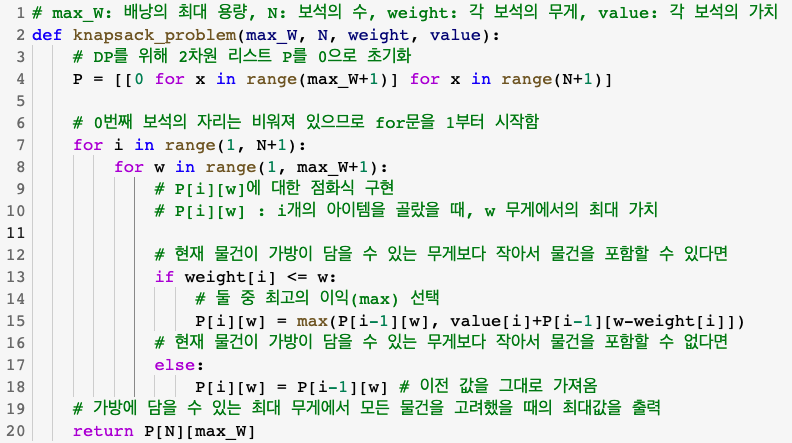 1 # max_W: 배낭의 최대 용량, N: 보석의 수, weight: 각 보석의 무게, value: 각 보석의 가치
2 def knapsack_problem(max_W, N, weight, value):
3     # DP를 위해 2차원 리스트 P를 0으로 초기화
4     P = [[0 for x in range(max_W+1)] for x in range(N+1)]
5
6     # 0번째 보석의 자리는 비워져 있으므로 for문을 1부터 시작함
7     for i in range(1, N+1):
8         for w in range(1, max_W+1):
9             # P[i][w]에 대한 점화식 구현
10             # P[i][w] : i개의 아이템을 골랐을 때, w 무게에서의 최대 가치
11
12             # 현재 물건이 가방이 담을 수 있는 무게보다 작아서 물건을 포함할 수 있다면
13             if weight[i] <= w:
14                 # 둘 중 최고의 이익(max) 선택
15                 P[i][w] = max(P[i-1][w], value[i]+P[i-1][w-weight[i]])
16             # 현재 물건이 가방이 담을 수 있는 무게보다 작아서 물건을 포함할 수 없다면
17             else:
18                 P[i][w] = P[i-1][w] # 이전 값을 그대로 가져옴
19     # 가방에 담을 수 있는 최대 무게에서 모든 물건을 고려했을 때의 최대값을 출력
20     return P[N][max_W]